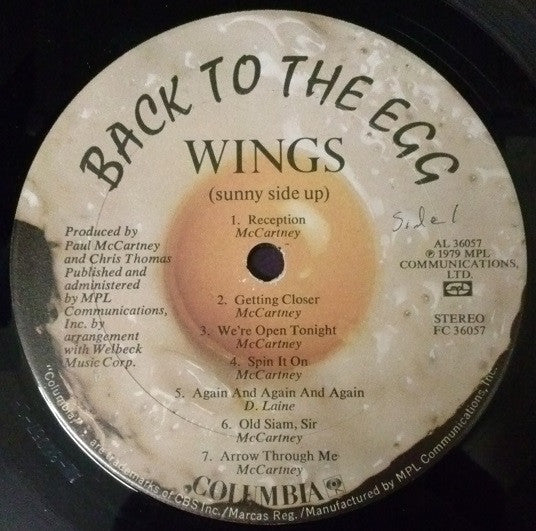 BACK TO THE EGG
WINGS
(sunny side up)
Side 1
1. Reception
McCartney
Produced by
Paul McCartney
and Chris Thomas
Published and
administered
by MPL
Communications,
Inc. by
arrangement
with Welbeck
Music Corp.
AL 36057
℗ 1979 MPL
COMMUNICATIONS,
LTD.
STEREO
FC 36057
2. Getting Closer
McCartney
3. We're Open Tonight
McCartney
4. Spin It On
McCartney
5. Again And Again And Again
D. Laine
6. Old Siam, Sir
McCartney
7. Arrow Through Me
McCartney
COLUMBIA
"Columbia," are trademarks of CBS Inc./Marcas Reg./Manufactured by MPL Communications, Inc.